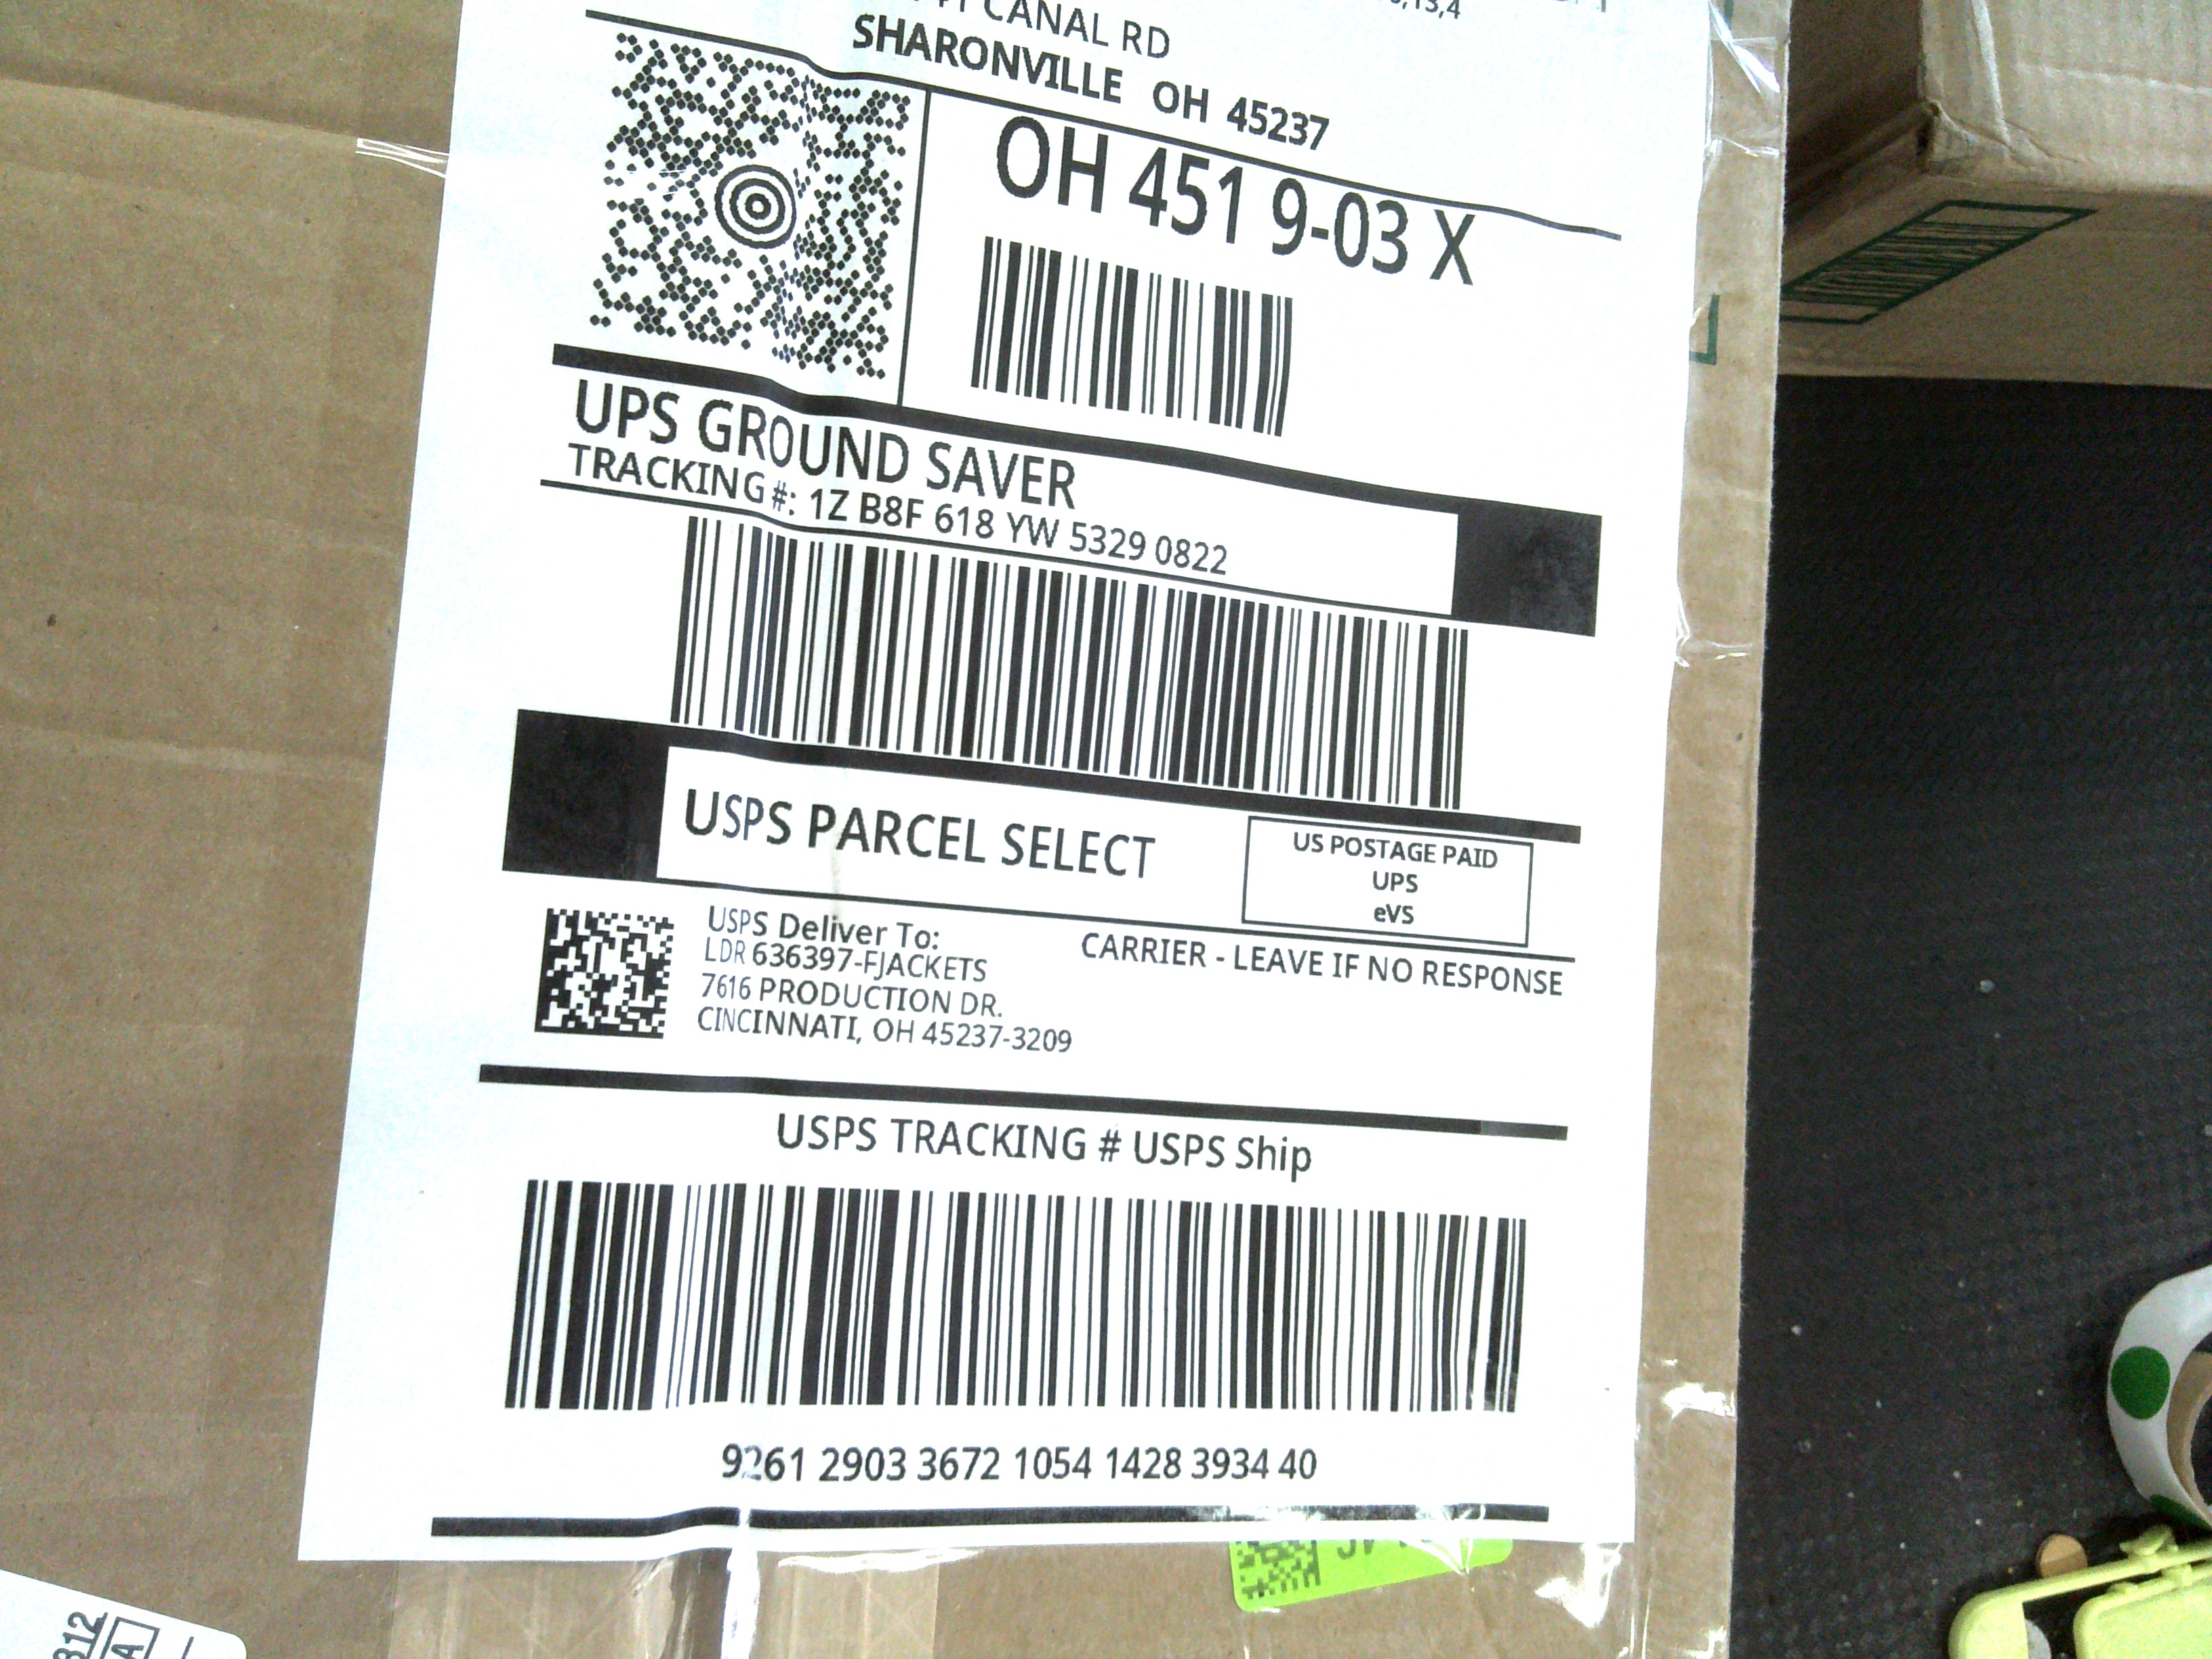 CANAL RD
SHARONVILLE OH 45237
OH 451 9-03 X
UPS GROUND SAVER
TRACKING #: 1Z B8F 618 YW 5329 0822
USPS PARCEL SELECT
US POSTAGE PAID
UPS
eVS
USPS Deliver To:
LDR 636397-FJACKETS
7616 PRODUCTION DR.
CINCINNATI, OH 45237-3209
CARRIER - LEAVE IF NO RESPONSE
USPS TRACKING # USPS Ship
9261 2903 3672 1054 1428 3934 40
A